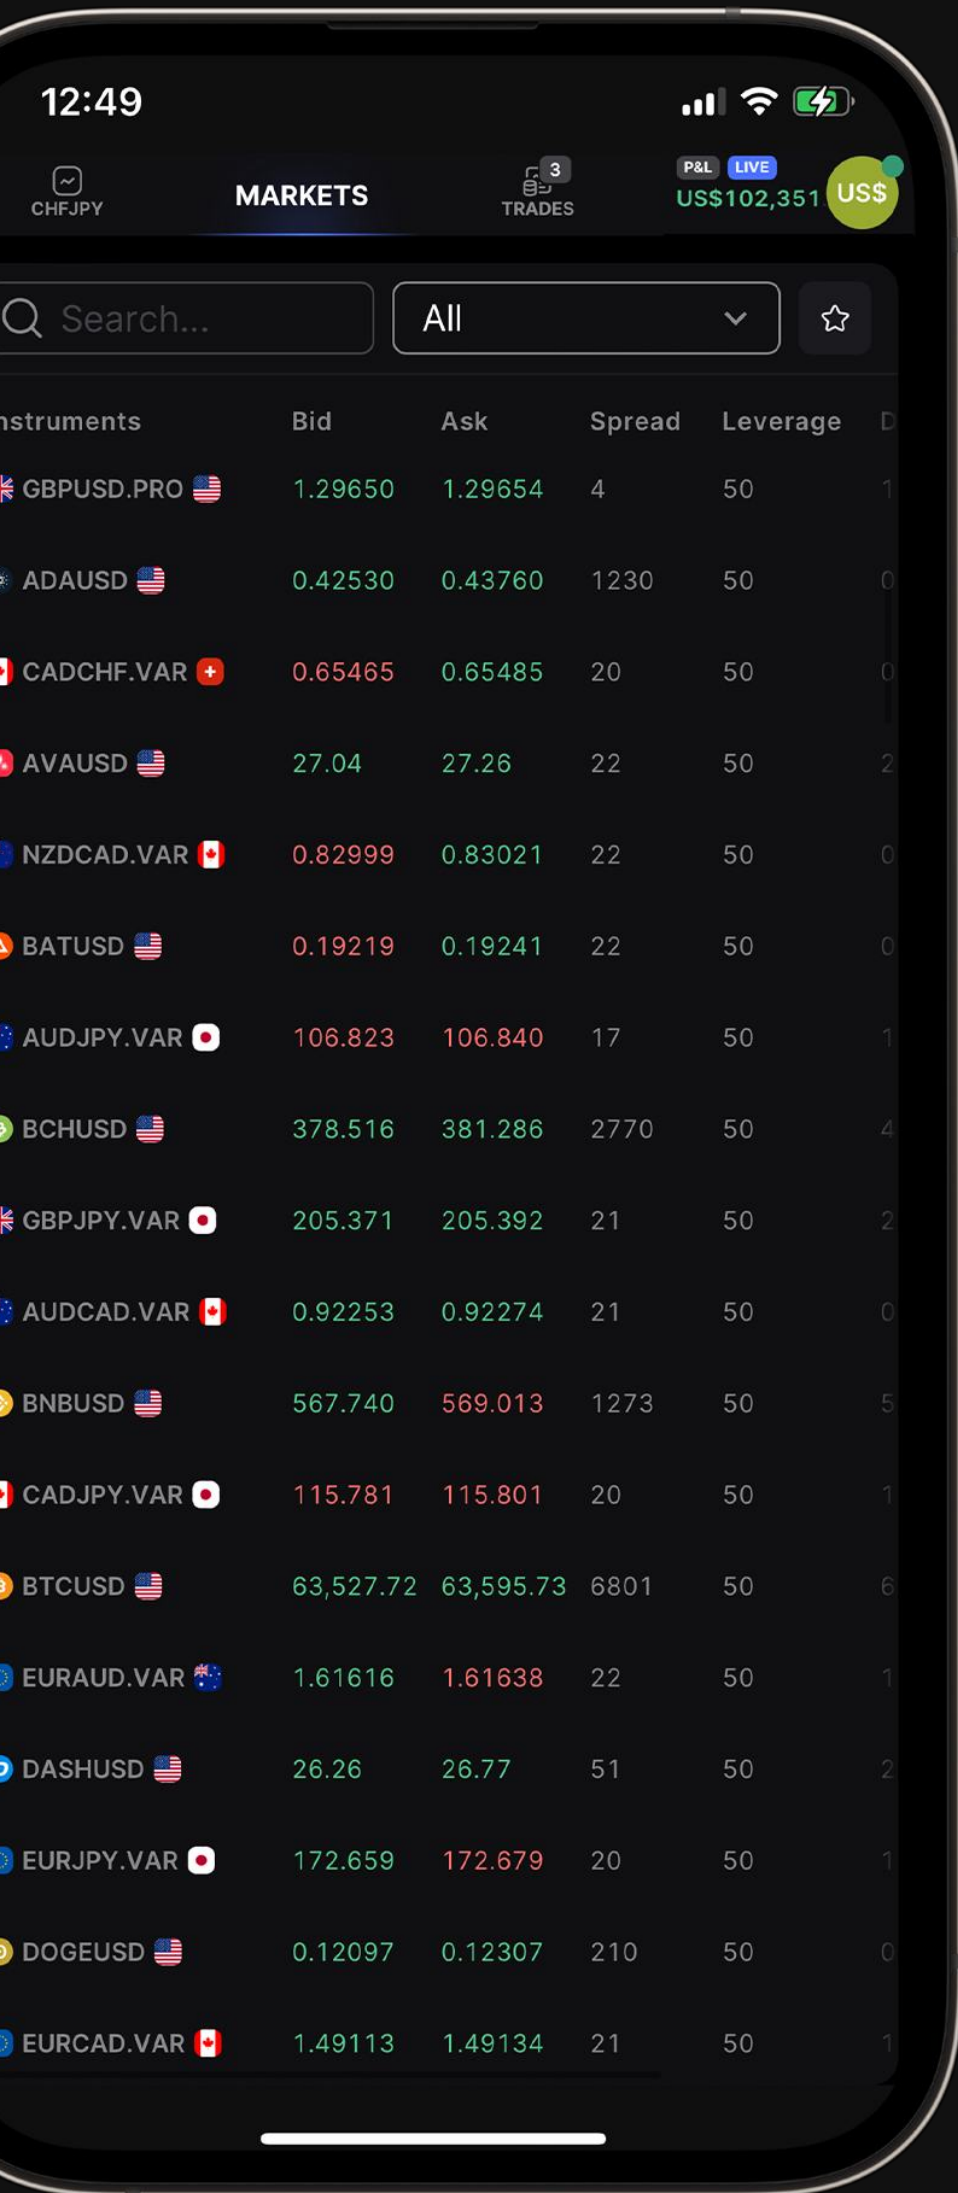 12:49
CHFJPY MARKETS 3 TRADES P&L LIVE US$102,351 US$
Search... All
Instruments Bid Ask Spread Leverage
GBPUSD.PRO 1.29650 1.29654 4 50
ADAUSD 0.42530 0.43760 1230 50
CADCHF.VAR 0.65465 0.65485 20 50
AVAUSD 27.04 27.26 22 50
NZDCAD.VAR 0.82999 0.83021 22 50
BATUSD 0.19219 0.19241 22 50
AUDJPY.VAR 106.823 106.840 17 50
BCHUSD 378.516 381.286 2770 50
GBPJPY.VAR 205.371 205.392 21 50
AUDCAD.VAR 0.92253 0.92274 21 50
BNBUSD 567.740 569.013 1273 50
CADJPY.VAR 115.781 115.801 20 50
BTCUSD 63,527.72 63,595.73 6801 50
EURAUD.VAR 1.61616 1.61638 22 50
DASHUSD 26.26 26.77 51 50
EURJPY.VAR 172.659 172.679 20 50
DOGEUSD 0.12097 0.12307 210 50
EURCAD.VAR 1.49113 1.49134 21 50